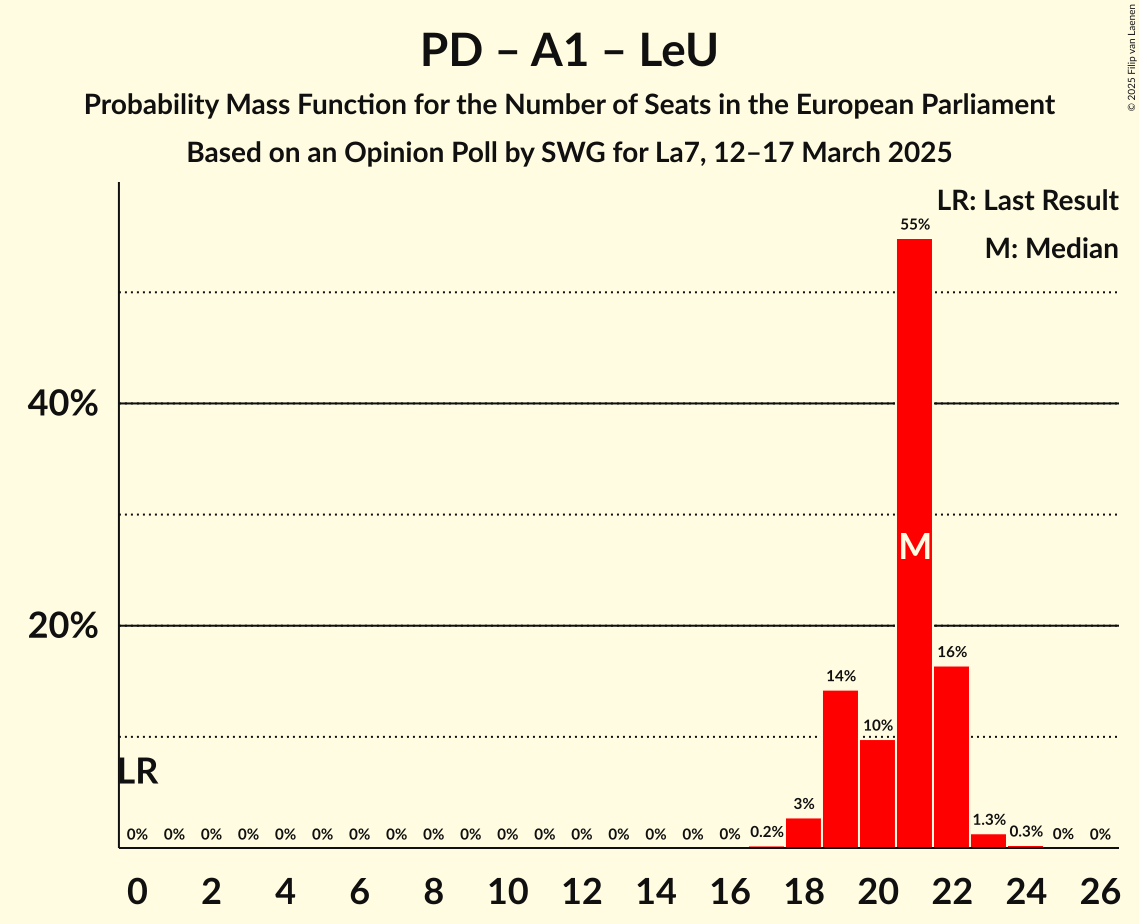 PD – A1 – LeU
Probability Mass Function for the Number of Seats in the European Parliament
Based on an Opinion Poll by SWG for La7, 12–17 March 2025
© 2025 Filip van Laenen
LR: Last Result
M: Median
55%
40%
M
20%
16%
14%
10%
LR
3%
0% 0% 0% 0% 0% 0% 0% 0% 0% 0% 0% 0% 0% 0% 0% 0% 0% 0.2% 1.3% 0.3% 0% 0%
0 2 4 6 8 10 12 14 16 18 20 22 24 26